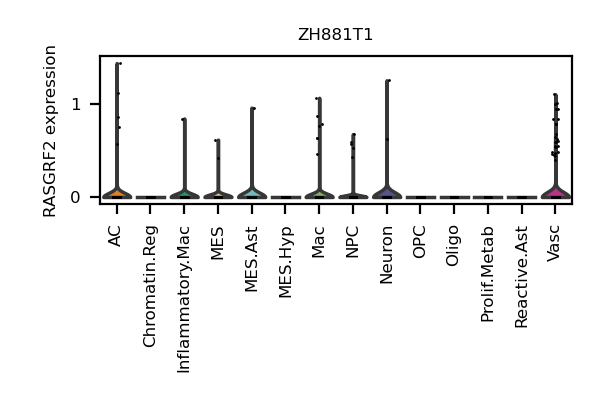 ZH881T1
RASGRF2 expression
1
0
AC
Chromatin.Reg
Inflammatory.Mac
MES
MES.Ast
MES.Hyp
Mac
NPC
Neuron
OPC
Oligo
Prolif.Metab
Reactive.Ast
Vasc